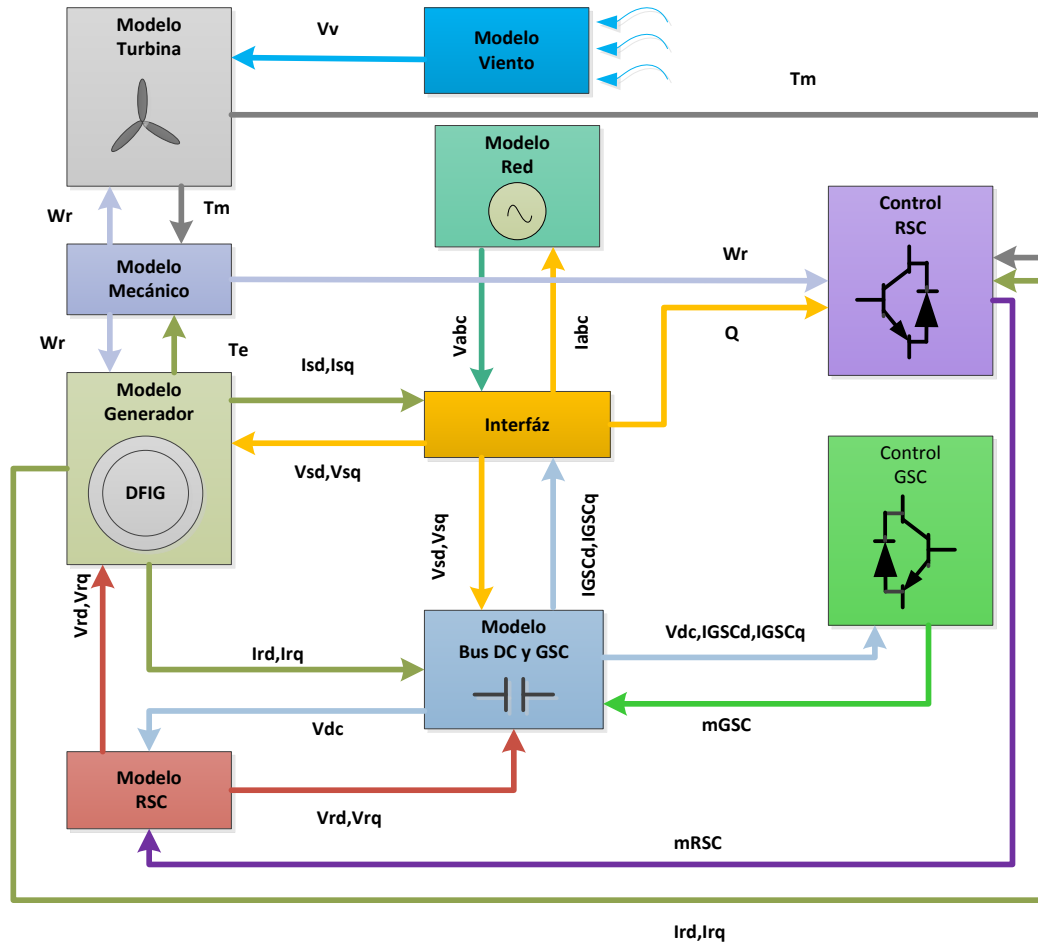 Modelo
Turbina
Vv
Modelo
Viento
Tm
Modelo
Red
Control
RSC
Wr
Tm
Modelo
Mecánico
Wr
Wr
Te
Vabc
Iabc
Q
Isd,Isq
Modelo
Generador
Interfáz
Control
GSC
Vsd,Vsq
DFIG
Vsd,Vsq
IGSCd,IGSCq
Vrd,Vrq
Modelo
Bus DC y GSC
Vdc,IGSCd,IGSCq
Ird,Irq
Vdc
mGSC
Modelo
RSC
Vrd,Vrq
mRSC
Ird,Irq